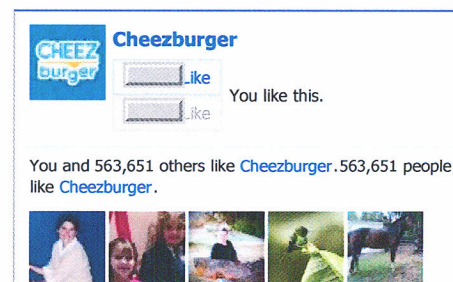 CHEEZ
burger
Cheezburger
Like
Like
You like this.
You and 563,651 others like Cheezburger.563,651 people
like Cheezburger.